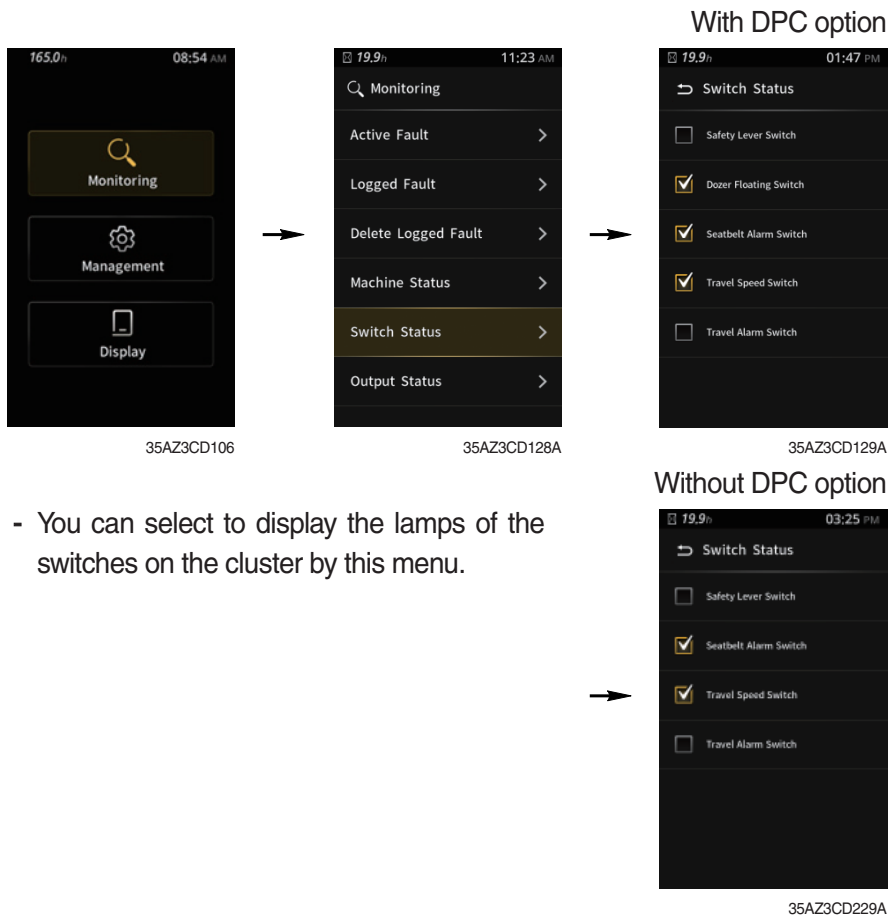 With DPC option
165.0h 08:54 AM
Monitoring
Management
Display
35AZ3CD106
19.9h 11:23 AM
Monitoring
Active Fault
Logged Fault
Delete Logged Fault
Machine Status
Switch Status
Output Status
35AZ3CD128A
19.9h 01:47 PM
Switch Status
Safety Lever Switch
Dozer Floating Switch
Seatbelt Alarm Switch
Travel Speed Switch
Travel Alarm Switch
35AZ3CD129A
- You can select to display the lamps of the
switches on the cluster by this menu.
Without DPC option
19.9h 03:25 PM
Switch Status
Safety Lever Switch
Seatbelt Alarm Switch
Travel Speed Switch
Travel Alarm Switch
35AZ3CD229A